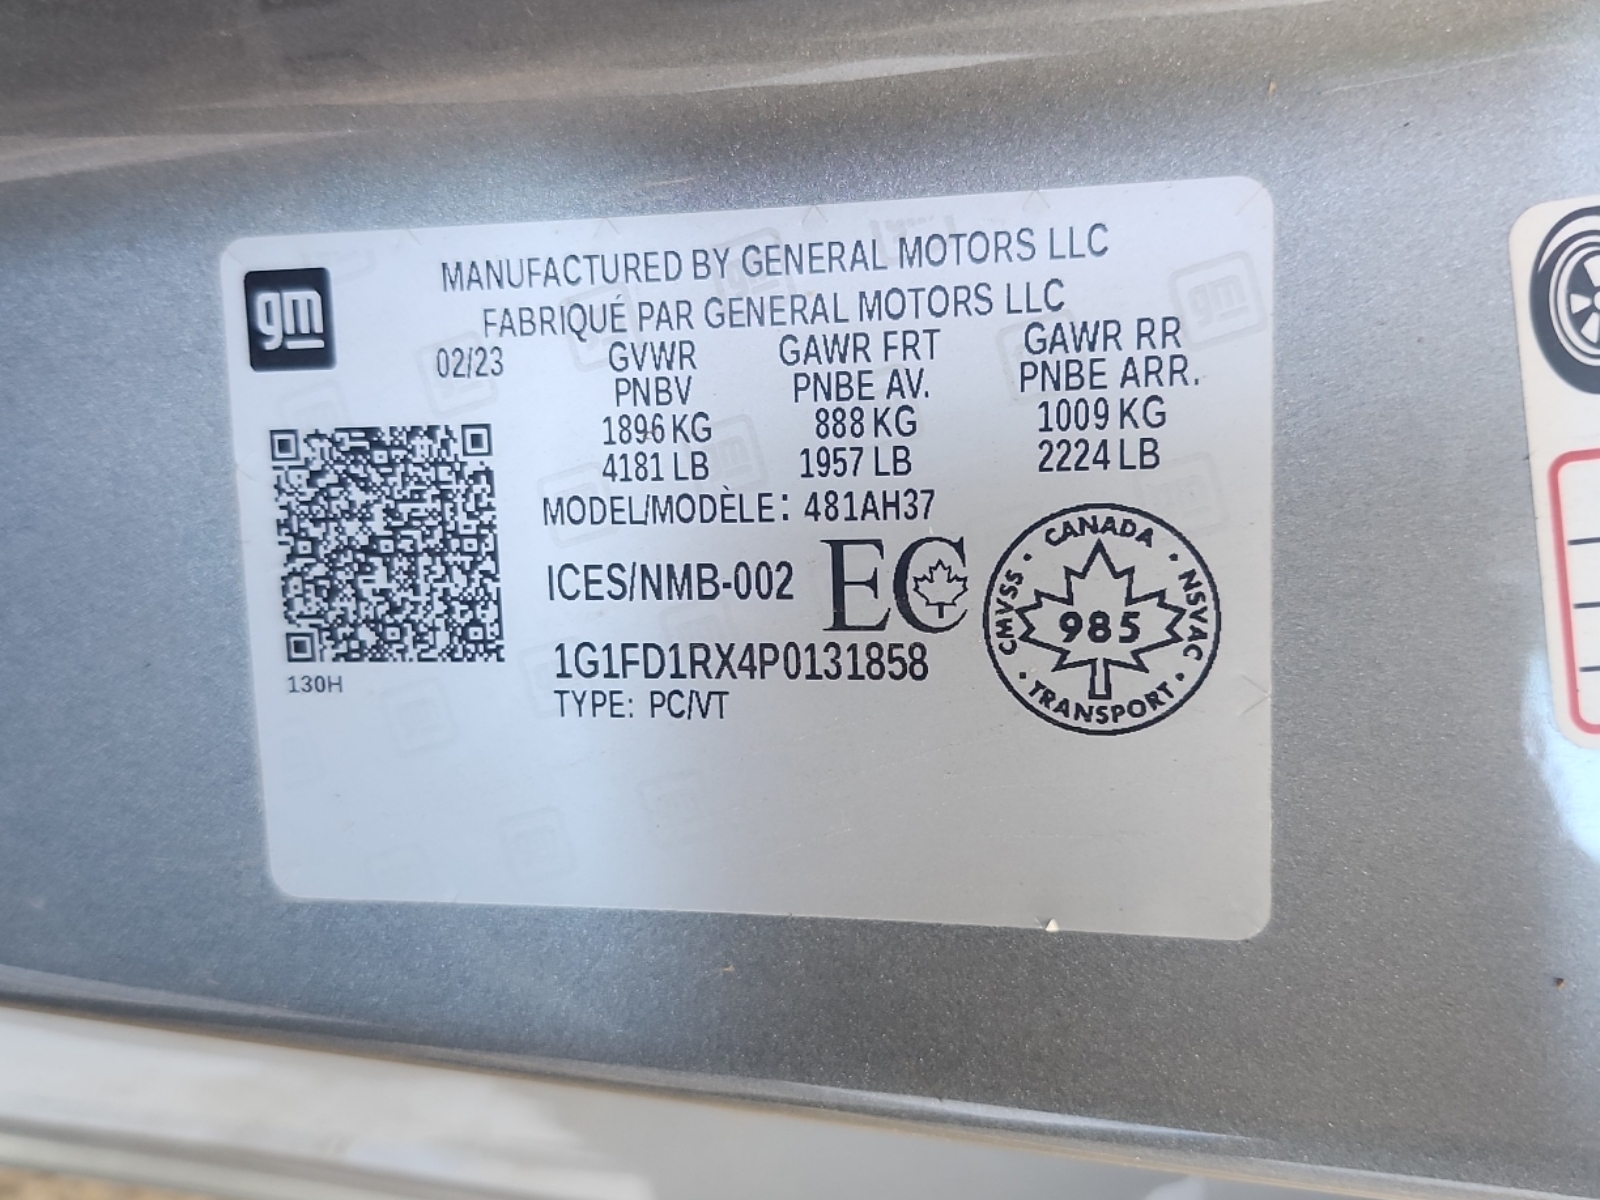 gm
MANUFACTURED BY GENERAL MOTORS LLC
FABRIQUÉ PAR GENERAL MOTORS LLC
02/23 GVWR GAWR FRT GAWR RR
PNBV PNBE AV. PNBE ARR.
1896 KG 888 KG 1009 KG
4181 LB 1957 LB 2224 LB
MODEL/MODÈLE: 481AH37
ICES/NMB-002 EC
1G1FD1RX4P0131858
TYPE: PC/VT
130H
CANADA
CMVSS 985 NSVAC
TRANSPORT